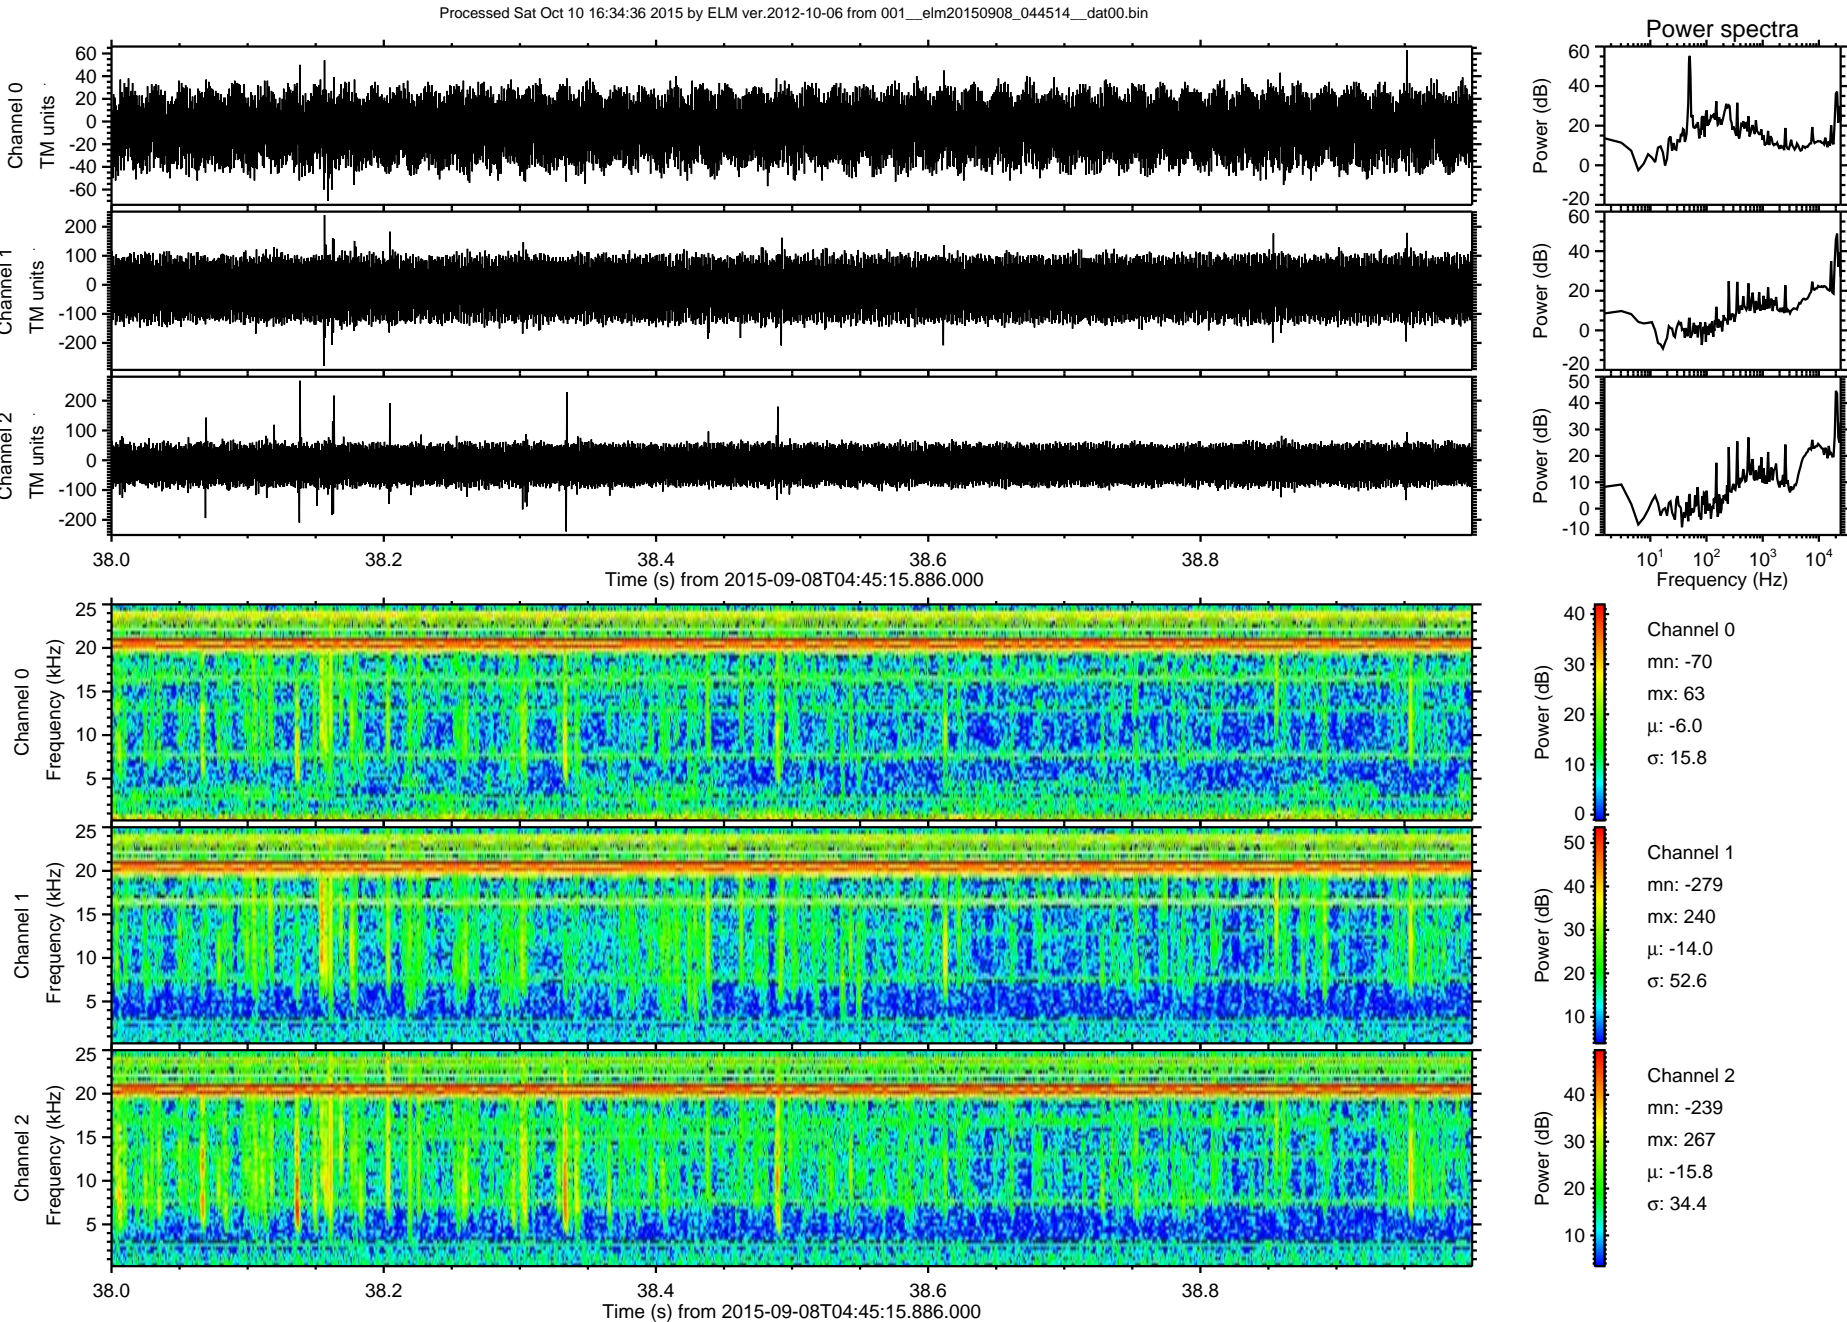 Processed Sat Oct 10 16:34:36 2015 by ELM ver.2012-10-06 from 001__elm20150908_044514__dat00.bin
Power spectra
Channel 0
TM units
60
40
20
0
-20
-40
-60
Power (dB)
60
40
20
0
-20
Channel 1
TM units
200
100
0
-100
-200
Power (dB)
60
40
20
0
-20
Channel 2
TM units
200
100
0
-100
-200
Power (dB)
50
40
30
20
10
0
-10
38.0
38.2
38.4
38.6
38.8
Time (s) from 2015-09-08T04:45:15.886.000
10¹
10²
10³
10⁴
Frequency (Hz)
Channel 0
Frequency (kHz)
25
20
15
10
5
Power (dB)
40
30
20
10
0
Channel 0
mn: -70
mx: 63
μ: -6.0
σ: 15.8
Channel 1
Frequency (kHz)
25
20
15
10
5
Power (dB)
50
40
30
20
10
Channel 1
mn: -279
mx: 240
μ: -14.0
σ: 52.6
Channel 2
Frequency (kHz)
25
20
15
10
5
Power (dB)
40
30
20
10
Channel 2
mn: -239
mx: 267
μ: -15.8
σ: 34.4
38.0
38.2
38.4
38.6
38.8
Time (s) from 2015-09-08T04:45:15.886.000